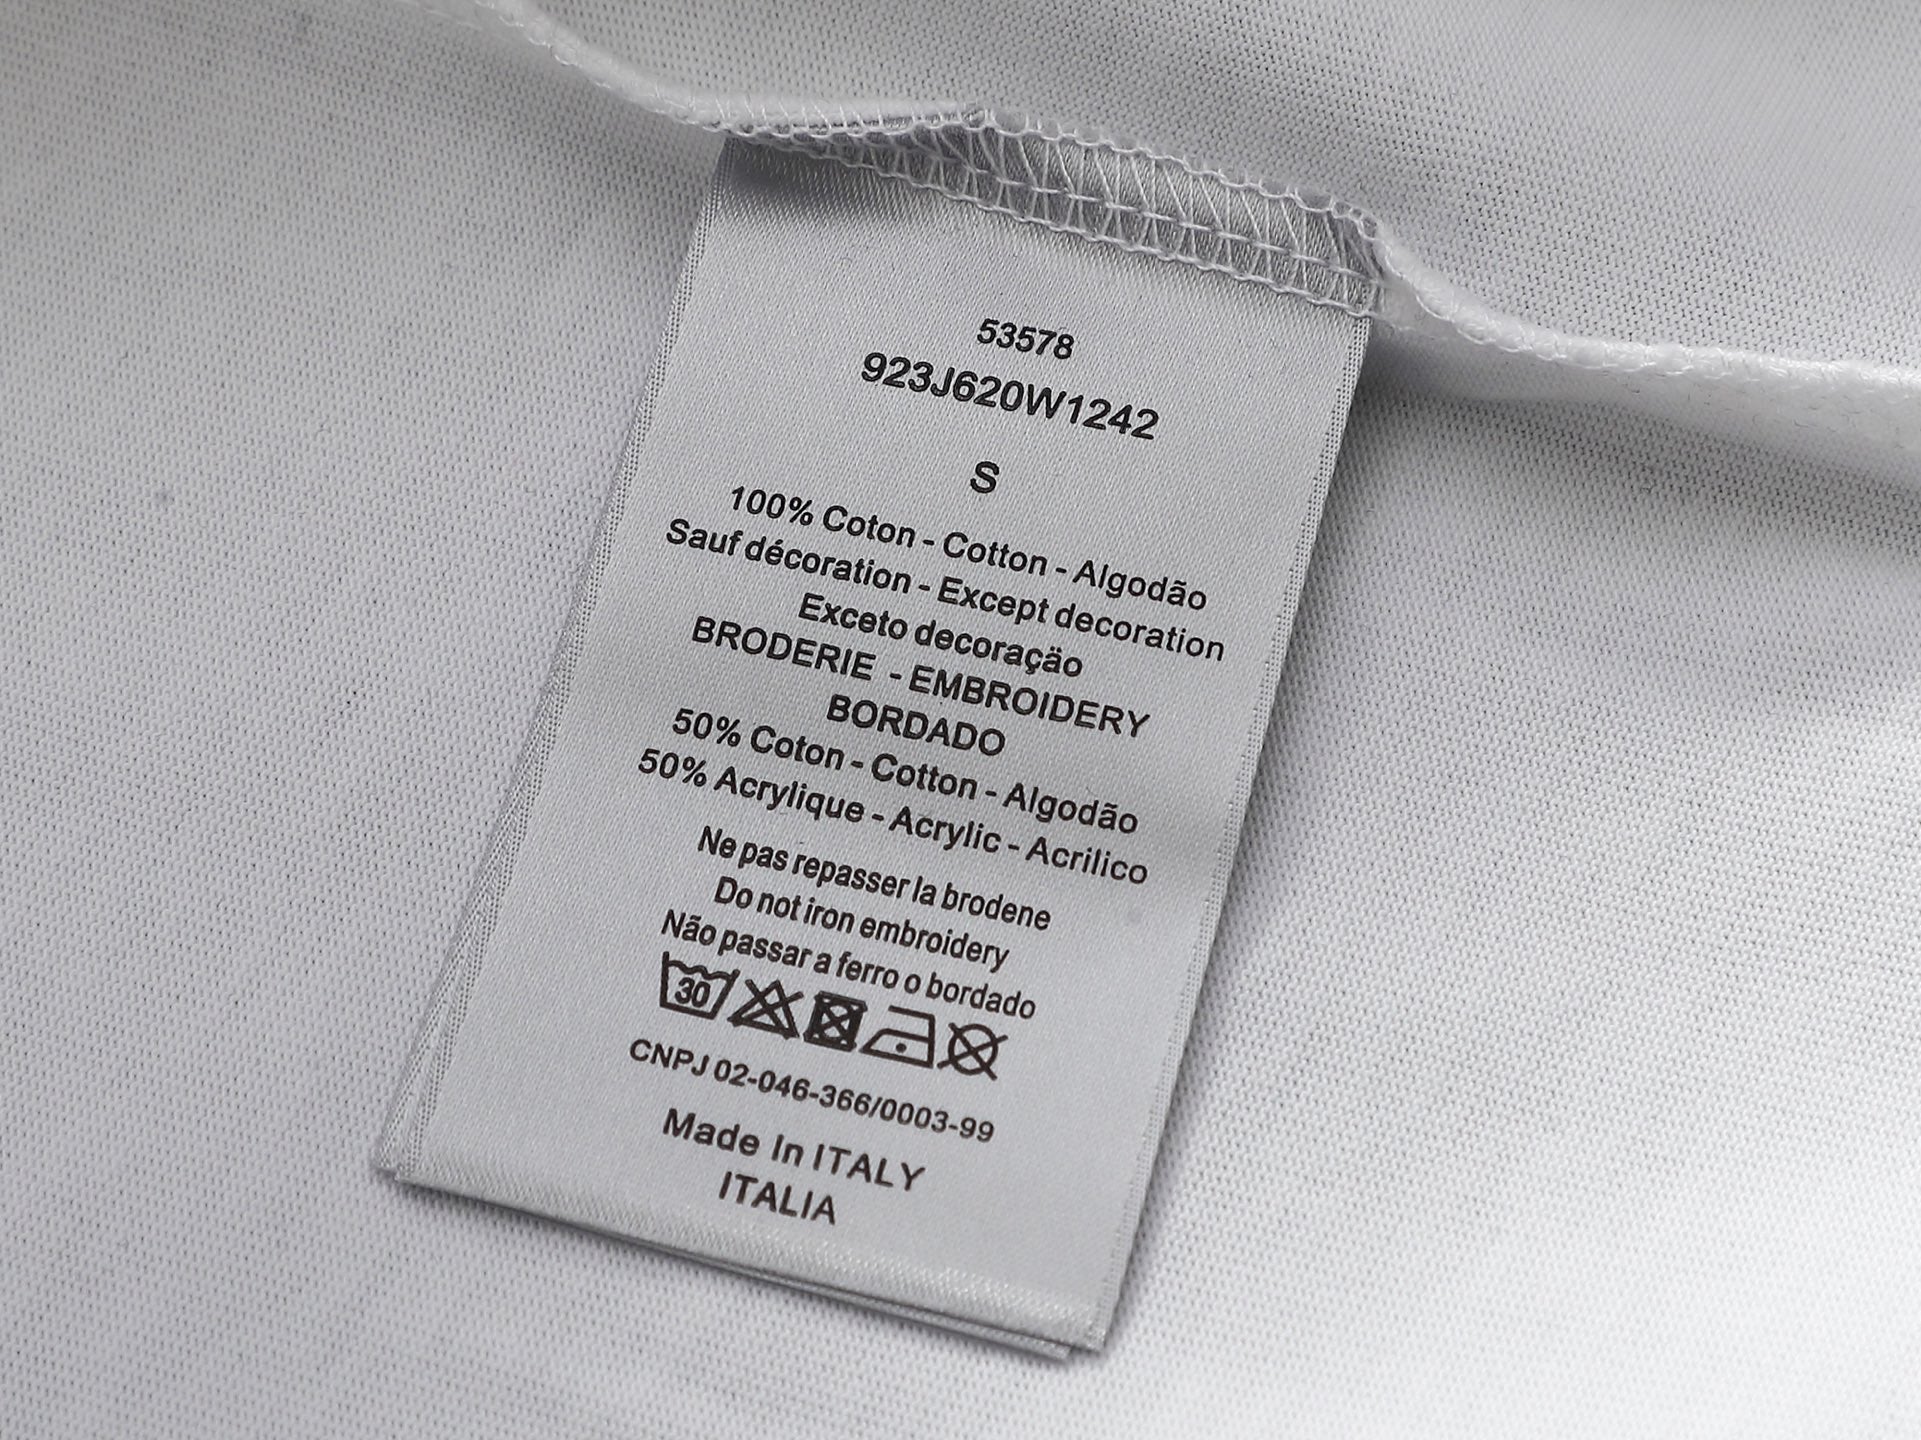 53578
923J620W1242
S
100% Coton - Cotton - Algodão
Sauf décoration - Except decoration
Exceto decoraçäo
BRODERIE - EMBROIDERY
BORDADO
50% Coton - Cotton - Algodão
50% Acrylique - Acrylic - Acrilico
Ne pas repasser la brodene
Do not iron embroidery
Não passar a ferro o bordado
30
CNPJ 02-046-366/0003-99
Made In ITALY
ITALIA